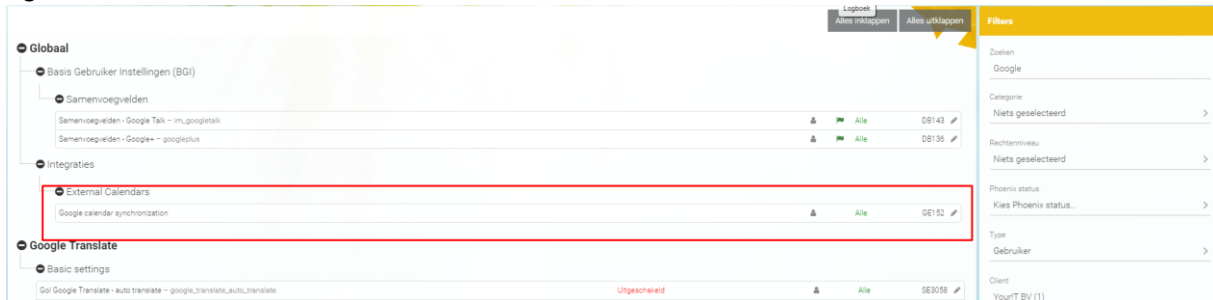 Logboek
Alles inklappen Alles uitklappen
Filters
Globaal
Basis Gebruiker Instellingen (BGI)
Samenvoegvelden
Samenvoegvelden - Google Talk – im_googletalk Alle DB143
Samenvoegvelden - Google+ – googleplus Alle DB136
Integraties
External Calendars
Google calendar synchronization Alle GE152
Google Translate
Basic settings
Go! Google Translate - auto translate – google_translate_auto_translate Uitgeschakeld Alle SE3058
Zoeken
Google
Categorie
Niets geselecteerd
Rechtenniveau
Niets geselecteerd
Phoenix status
Kies Phoenix status...
Type
Gebruiker
Client
Your!T BV (1)